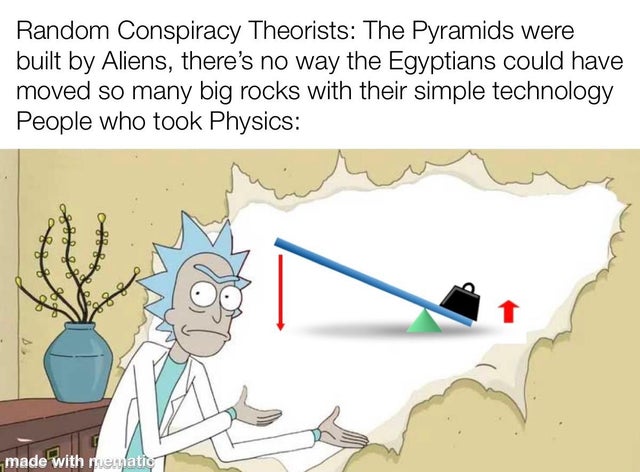 Random Conspiracy Theorists: The Pyramids were
built by Aliens, there's no way the Egyptians could have
moved so many big rocks with their simple technology
People who took Physics:
made with mematic